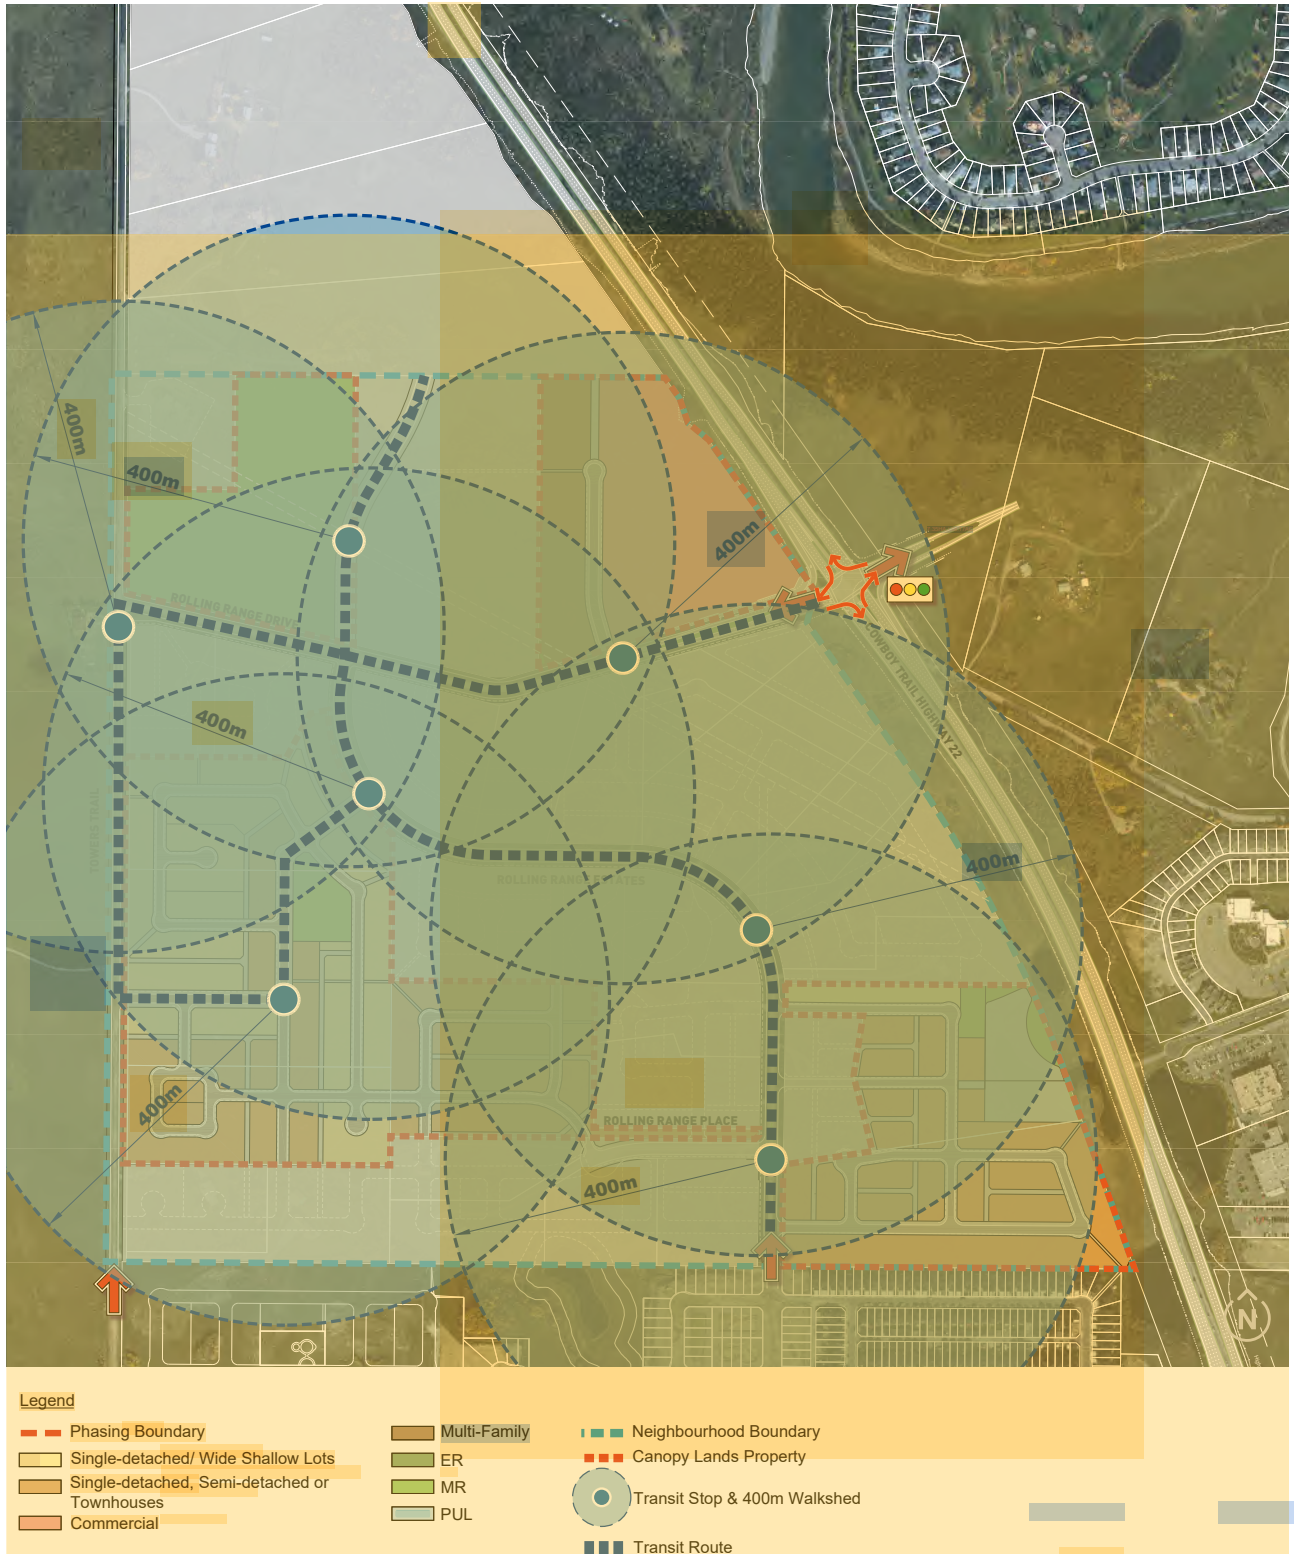 400m
400m
400m
ROLLING RANGE DRIVE
COWBOY TRAIL HIGHWAY 22
400m
TOWERS TRAIL
400m
ROLLING RANGE ESTATES
400m
ROLLING RANGE PLACE
400m
N
Legend
Phasing Boundary
Single-detached/ Wide Shallow Lots
Single-detached, Semi-detached or
Townhouses
Commercial
Multi-Family
ER
MR
PUL
Neighbourhood Boundary
Canopy Lands Property
Transit Stop & 400m Walkshed
Transit Route